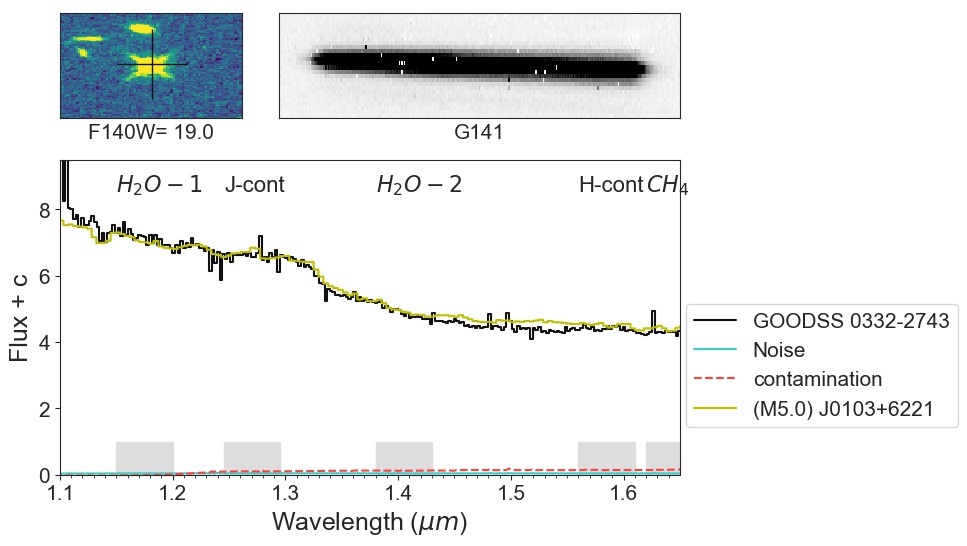 F140W= 19.0
G141
H₂O − 1 J-cont H₂O − 2 H-cont CH₄
8
6
4
2
0
Flux + c
1.1 1.2 1.3 1.4 1.5 1.6
Wavelength (μm)
GOODSS 0332-2743
Noise
contamination
(M5.0) J0103+6221